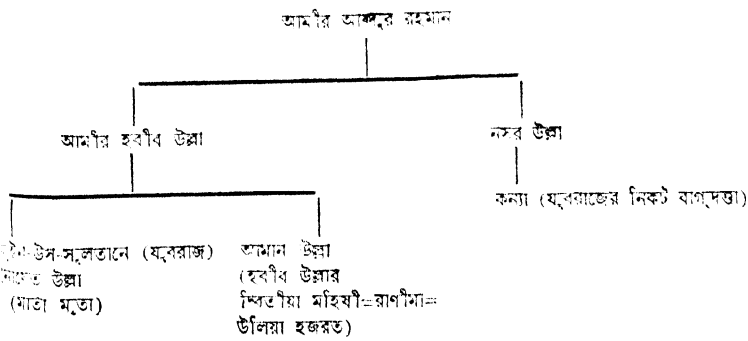 আমীর আব্দুর রহমান
আমীর হবীব উল্লা
নসর উল্লা
কন্যা (যুবরাজের নিকট বাগ্‌দত্তা)
-উস-সুলতানে (যুবরাজ)
উল্লা
(মাতা মৃতা)
আমান উল্লা
(হবীব উল্লার
দ্বিতীয়া মহিষী=রাণীমা=
উলিয়া হজরত)